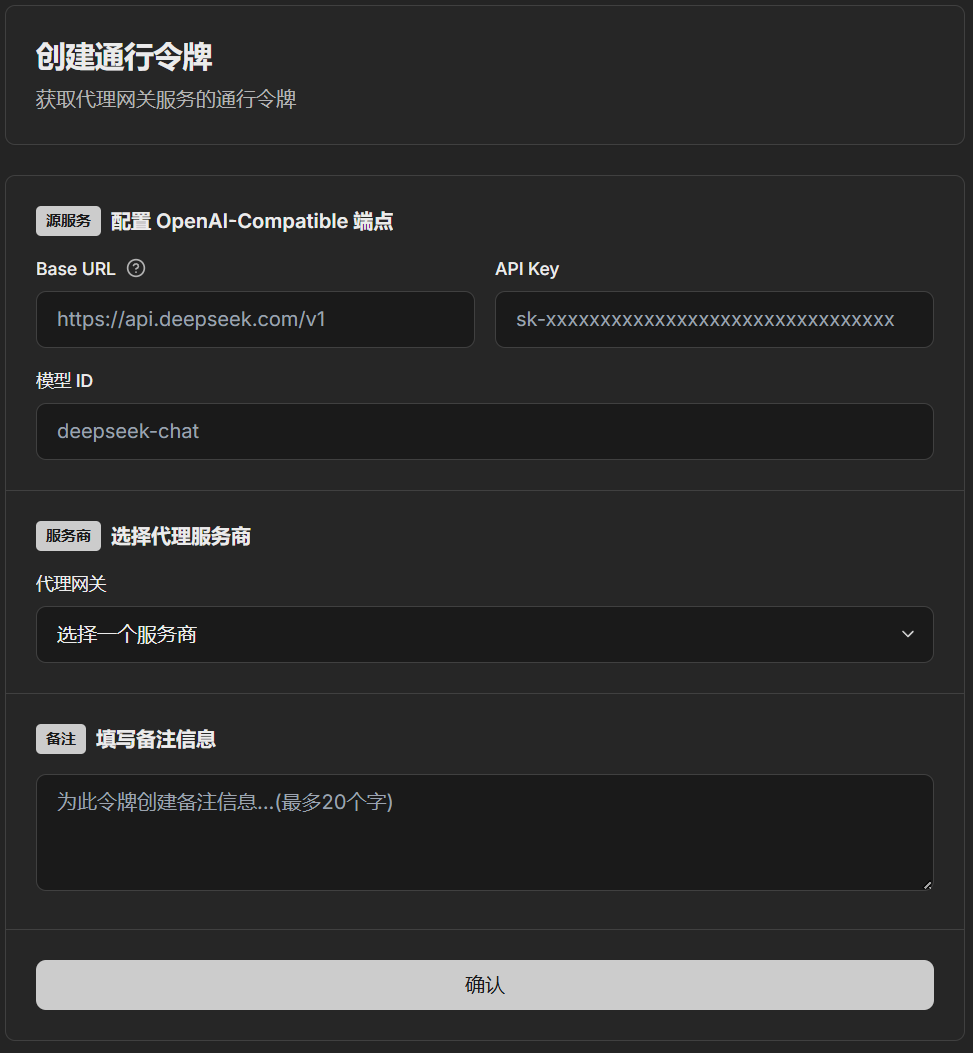 创建通行令牌
获取代理网关服务的通行令牌
源服务 配置 OpenAI-Compatible 端点
Base URL ?
API Key
https://api.deepseek.com/v1
sk-xxxxxxxxxxxxxxxxxxxxxxxxxxxxxxxx
模型 ID
deepseek-chat
服务商 选择代理服务商
代理网关
选择一个服务商
备注 填写备注信息
为此令牌创建备注信息...(最多20个字)
确认